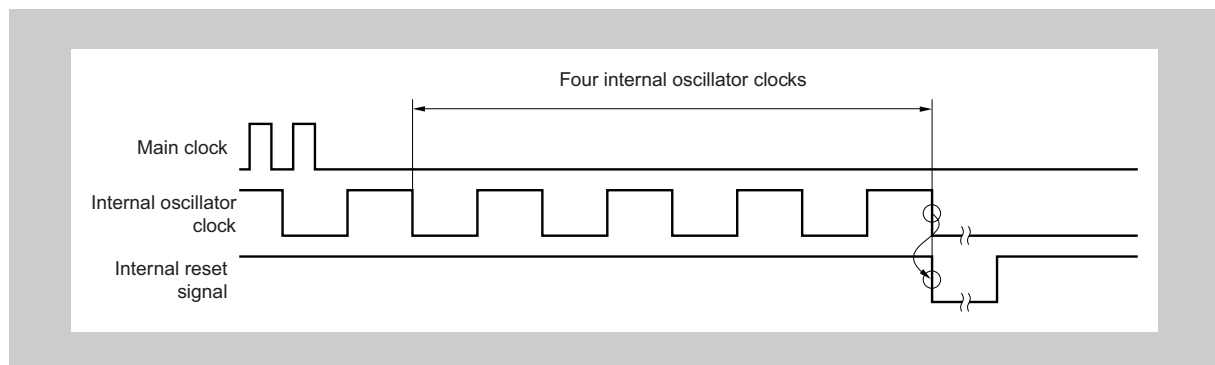 Four internal oscillator clocks
Main clock
Internal oscillator
clock
Internal reset
signal